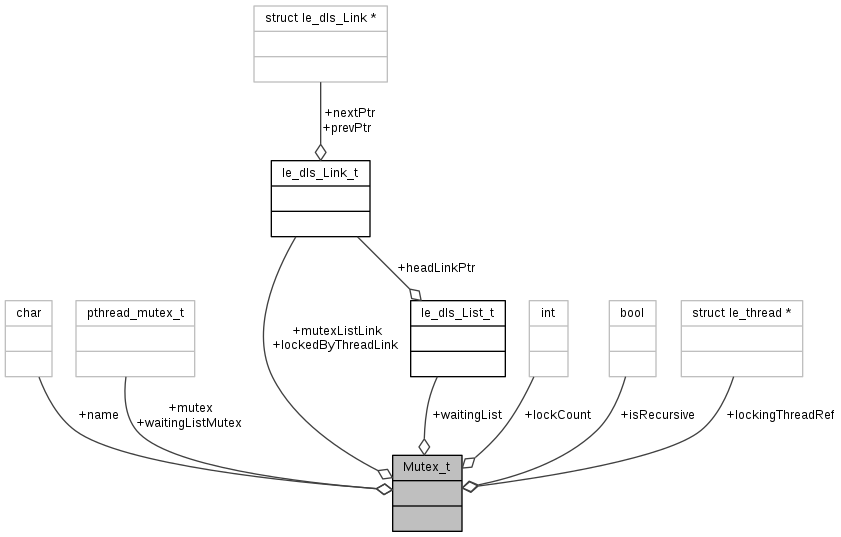 struct le_dls_Link *
+nextPtr
+prevPtr
le_dls_Link_t
+headLinkPtr
char
pthread_mutex_t
+mutexListLink
+lockedByThreadLink
le_dls_List_t
int
bool
struct le_thread *
+name
+mutex
+waitingListMutex
+waitingList
+lockCount
+isRecursive
+lockingThreadRef
Mutex_t